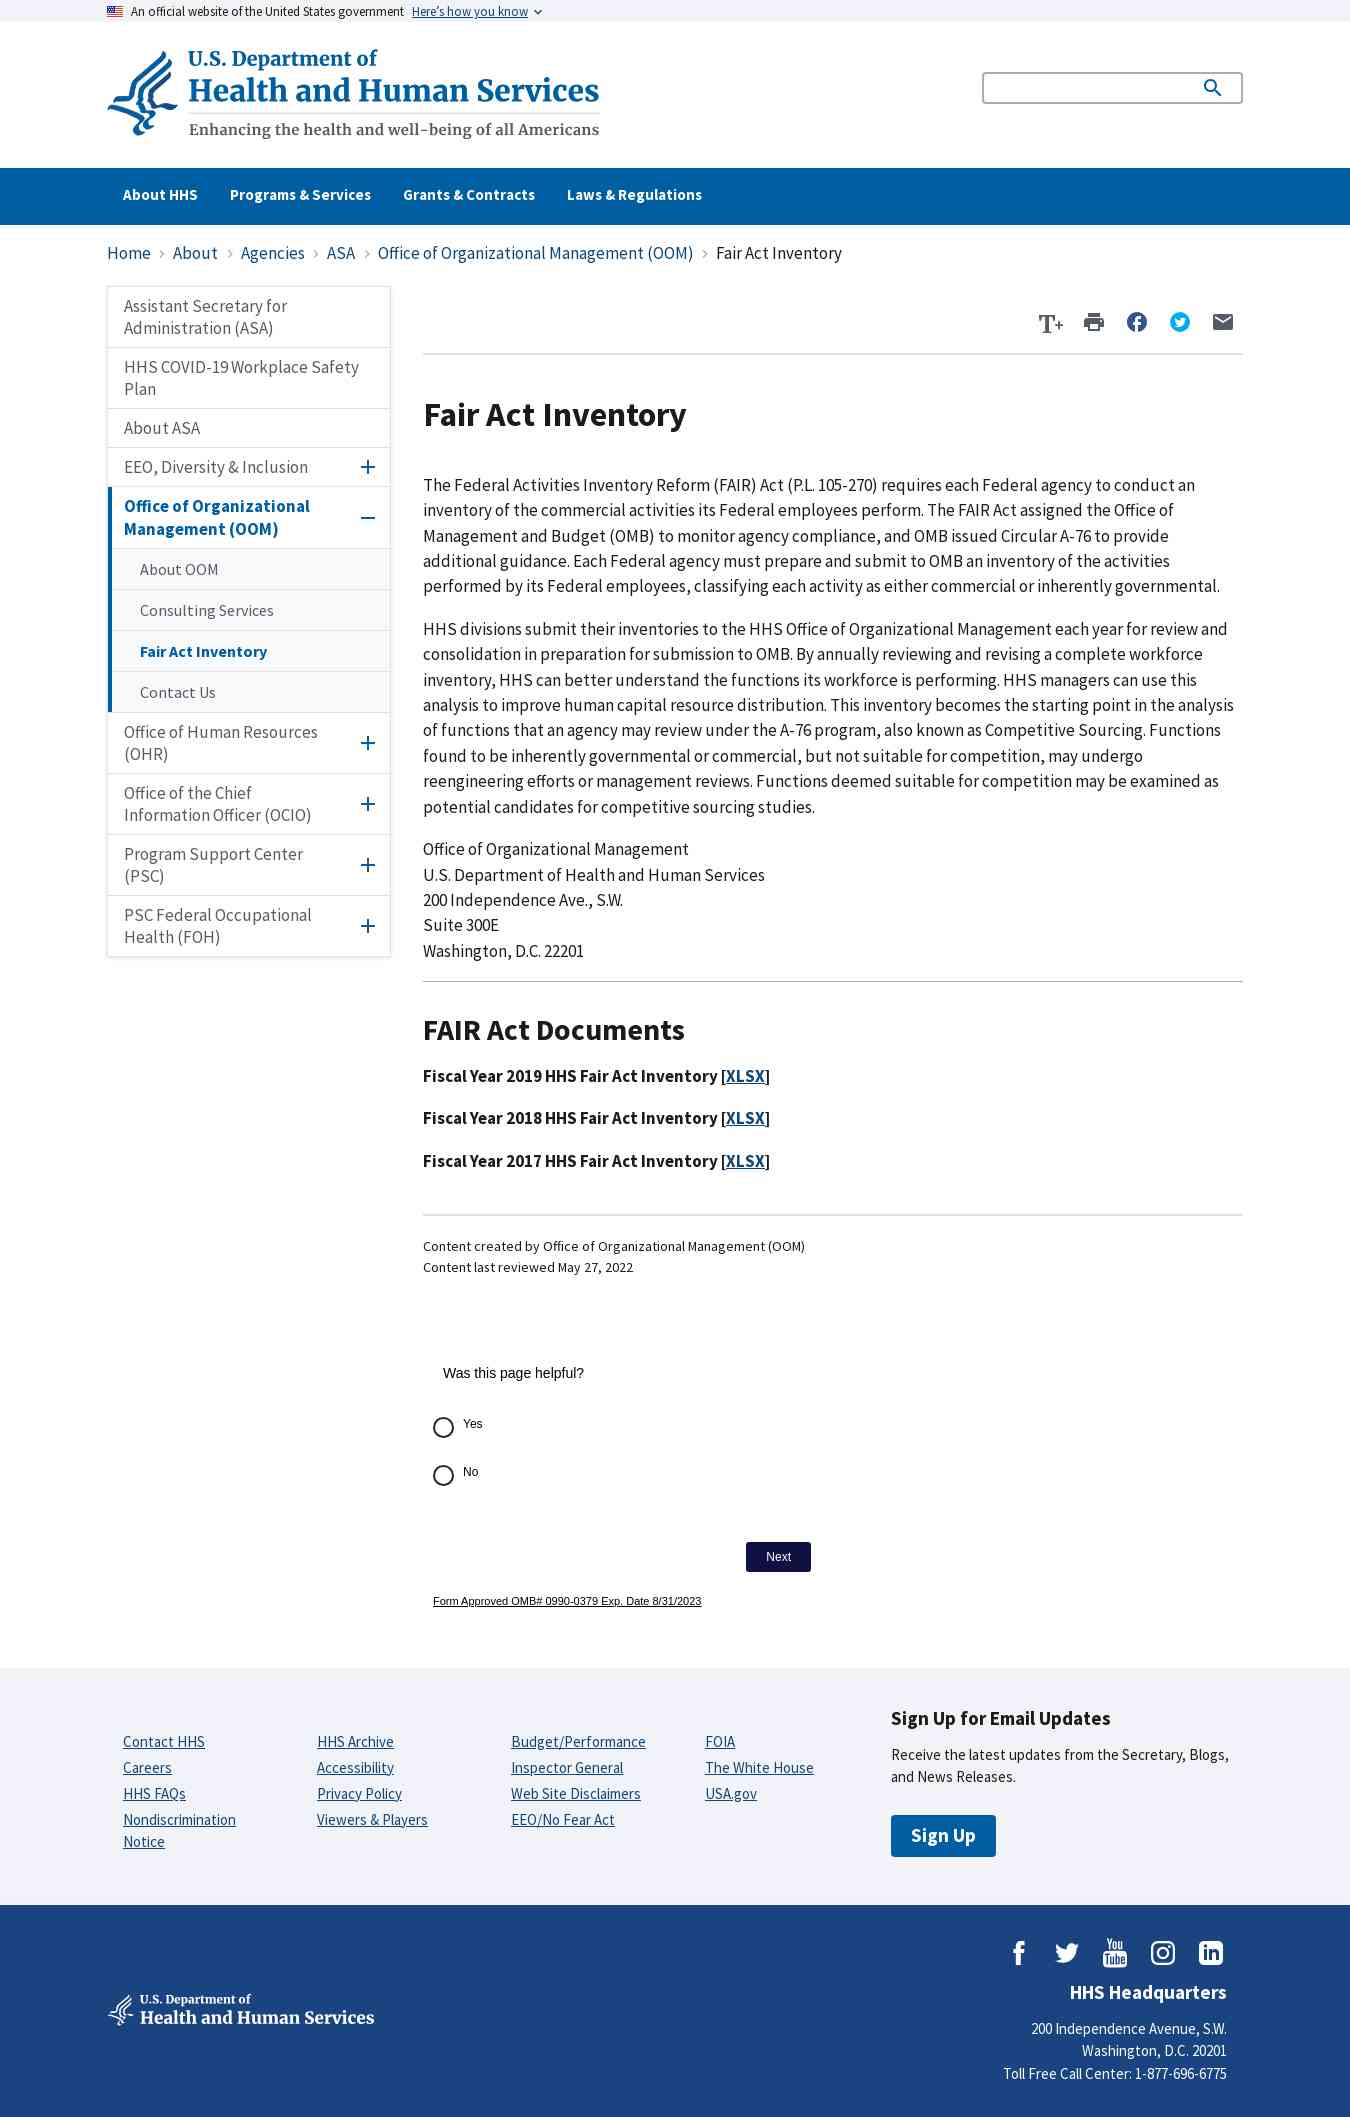 An official website of the United States government Here’s how you know
U.S. Department of
Health and Human Services
Enhancing the health and well-being of all Americans
About HHS Programs & Services Grants & Contracts Laws & Regulations
Home › About › Agencies › ASA › Office of Organizational Management (OOM) › Fair Act Inventory
Assistant Secretary for
Administration (ASA)
HHS COVID-19 Workplace Safety
Plan
About ASA
EEO, Diversity & Inclusion
Office of Organizational
Management (OOM)
About OOM
Consulting Services
Fair Act Inventory
Contact Us
Office of Human Resources
(OHR)
Office of the Chief
Information Officer (OCIO)
Program Support Center
(PSC)
PSC Federal Occupational
Health (FOH)
T+
Fair Act Inventory
The Federal Activities Inventory Reform (FAIR) Act (P.L. 105-270) requires each Federal agency to conduct an
inventory of the commercial activities its Federal employees perform. The FAIR Act assigned the Office of
Management and Budget (OMB) to monitor agency compliance, and OMB issued Circular A-76 to provide
additional guidance. Each Federal agency must prepare and submit to OMB an inventory of the activities
performed by its Federal employees, classifying each activity as either commercial or inherently governmental.
HHS divisions submit their inventories to the HHS Office of Organizational Management each year for review and
consolidation in preparation for submission to OMB. By annually reviewing and revising a complete workforce
inventory, HHS can better understand the functions its workforce is performing. HHS managers can use this
analysis to improve human capital resource distribution. This inventory becomes the starting point in the analysis
of functions that an agency may review under the A-76 program, also known as Competitive Sourcing. Functions
found to be inherently governmental or commercial, but not suitable for competition, may undergo
reengineering efforts or management reviews. Functions deemed suitable for competition may be examined as
potential candidates for competitive sourcing studies.
Office of Organizational Management
U.S. Department of Health and Human Services
200 Independence Ave., S.W.
Suite 300E
Washington, D.C. 22201
FAIR Act Documents
Fiscal Year 2019 HHS Fair Act Inventory [XLSX]
Fiscal Year 2018 HHS Fair Act Inventory [XLSX]
Fiscal Year 2017 HHS Fair Act Inventory [XLSX]
Content created by Office of Organizational Management (OOM)
Content last reviewed May 27, 2022
Was this page helpful?
Yes
No
Next
Form Approved OMB# 0990-0379 Exp. Date 8/31/2023
Contact HHS
Careers
HHS FAQs
Nondiscrimination
Notice
HHS Archive
Accessibility
Privacy Policy
Viewers & Players
Budget/Performance
Inspector General
Web Site Disclaimers
EEO/No Fear Act
FOIA
The White House
USA.gov
Sign Up for Email Updates
Receive the latest updates from the Secretary, Blogs,
and News Releases.
Sign Up
U.S. Department of
Health and Human Services
You
Tube
HHS Headquarters
200 Independence Avenue, S.W.
Washington, D.C. 20201
Toll Free Call Center: 1-877-696-6775